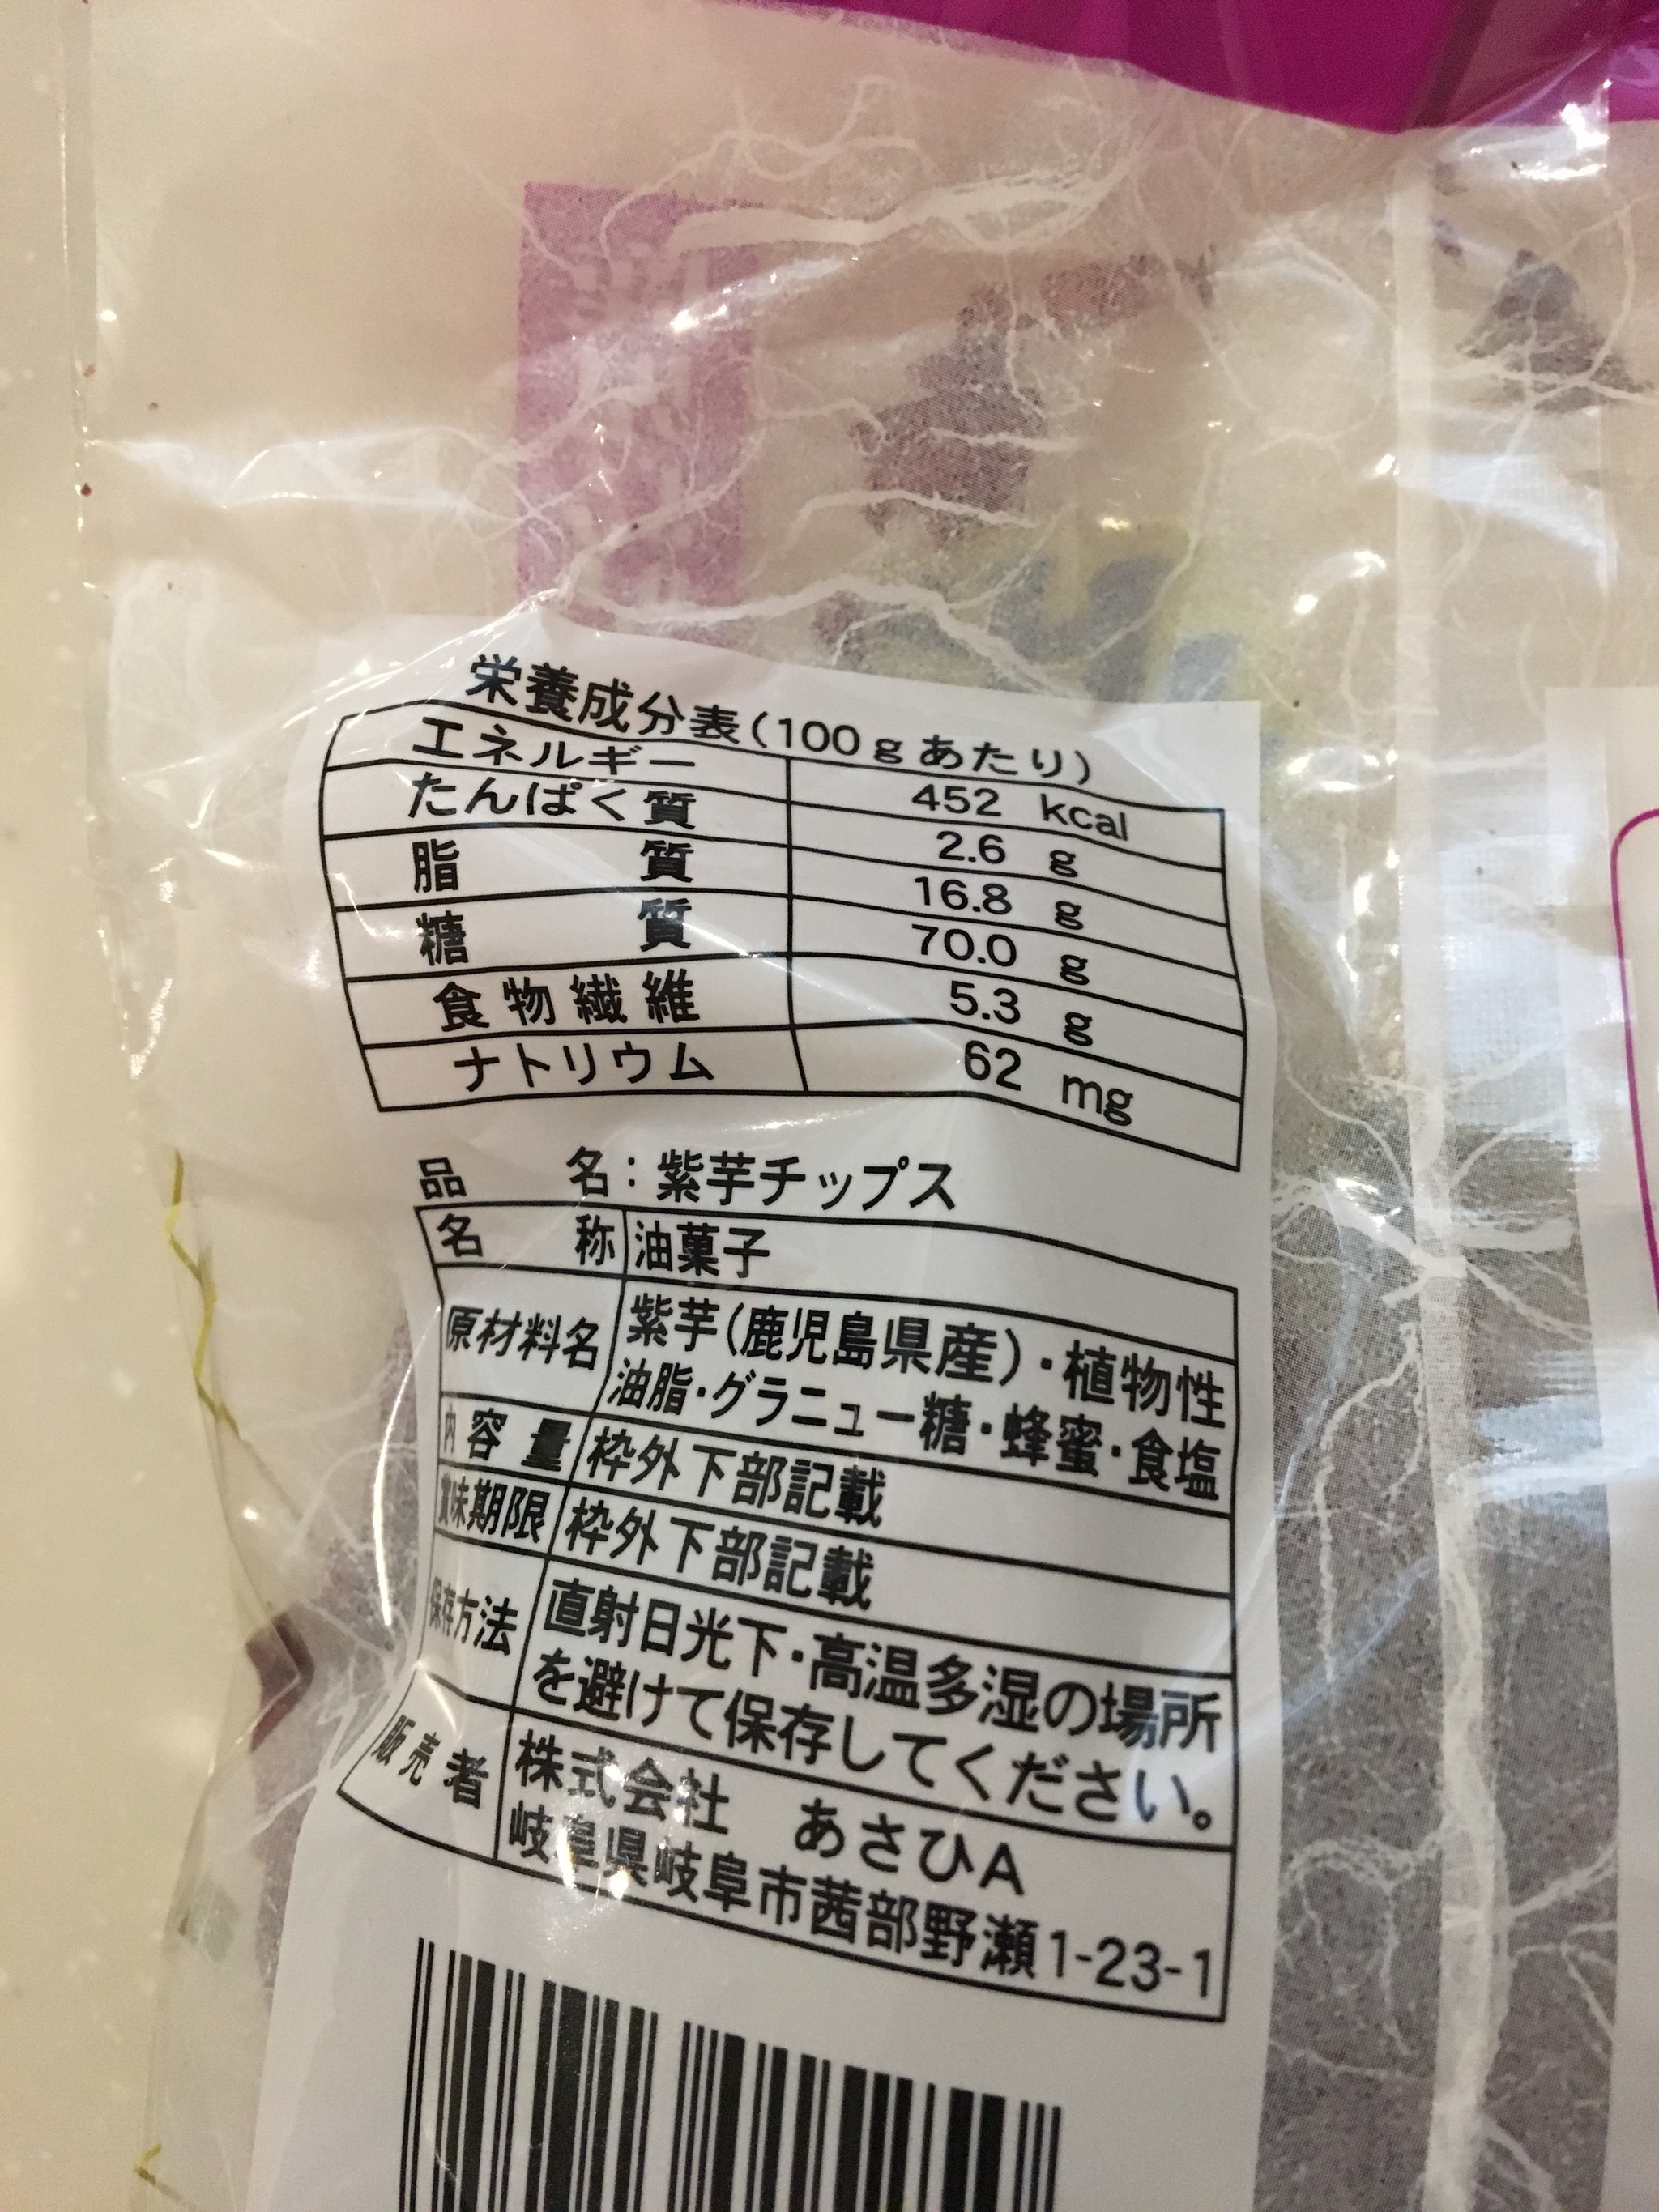 栄養成分表(100gあたり)
エネルギー 452 kcal
たんぱく質 2.6 g
脂質 16.8 g
糖質 70.0 g
食物繊維 5.3 g
ナトリウム 62 mg
品名:紫芋チップス
名称 油菓子
原材料名 紫芋(鹿児島県産)・植物性
油脂・グラニュー糖・蜂蜜・食塩
内容量 枠外下部記載
賞味期限 枠外下部記載
保存方法 直射日光下・高温多湿の場所
を避けて保存してください。
販売者 株式会社 あさひA
岐阜県岐阜市茜部野瀬1-23-1